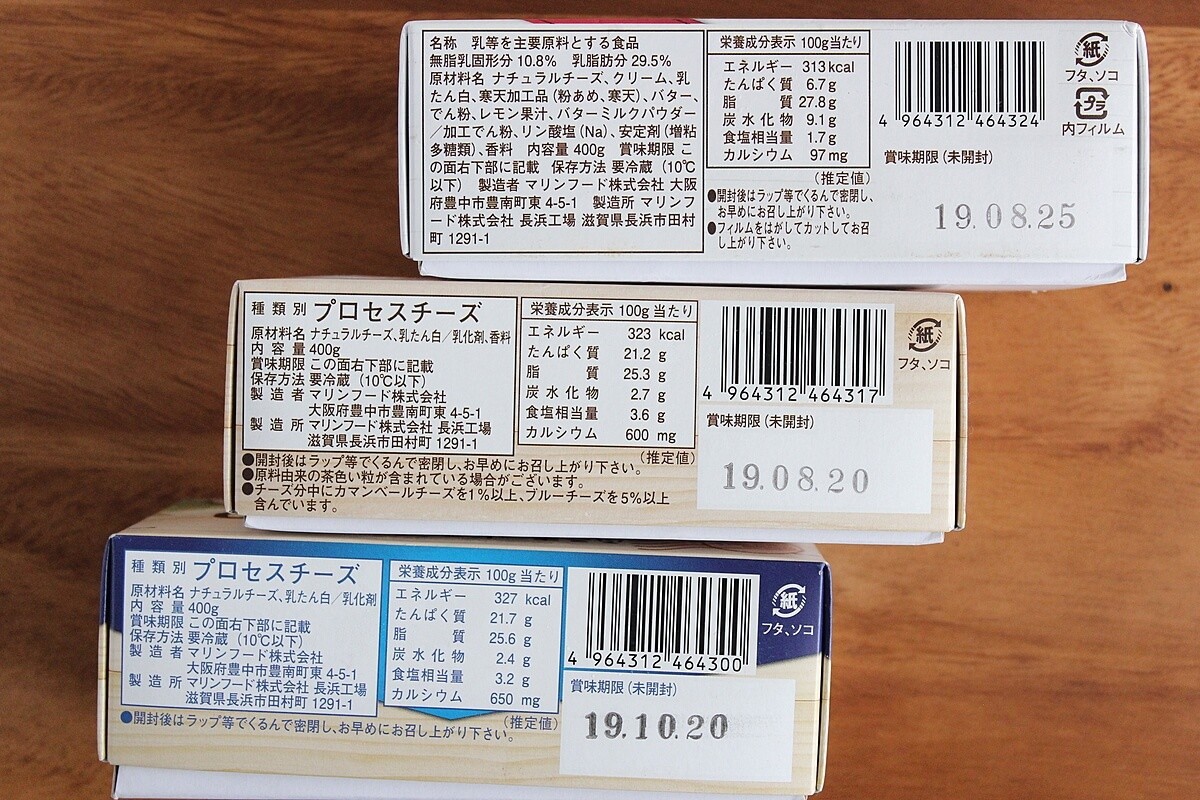 名称 乳等を主要原料とする食品
無脂乳固形分 10.8% 乳脂肪分 29.5%
原材料名 ナチュラルチーズ、クリーム、乳
たん白、寒天加工品(粉あめ、寒天)、バター、
でん粉、レモン果汁、バターミルクパウダー
/加工でん粉、リン酸塩(Na)、安定剤(増粘
多糖類)、香料 内容量 400g 賞味期限 こ
の面右下部に記載 保存方法 要冷蔵(10℃
以下) 製造者 マリンフード株式会社 大阪
府豊中市豊南町東 4-5-1 製造所 マリンフ
ード株式会社 長浜工場 滋賀県長浜市田村
町 1291-1
栄養成分表示 100g当たり
エネルギー 313kcal
たんぱく質 6.7g
脂質 27.8g
炭水化物 9.1g
食塩相当量 1.7g
カルシウム 97mg
(推定値)
●開封後はラップ等でくるんで密閉し、
お早めにお召し上がり下さい。
●フィルムをはがしてカットしてお召
し上がり下さい。
4 964312 464324
賞味期限(未開封)
19.08.25
紙
フタ、ソコ
プラ
内フィルム
種類別 プロセスチーズ
原材料名 ナチュラルチーズ、乳たん白/乳化剤、香料
内容量 400g
賞味期限 この面右下部に記載
保存方法 要冷蔵(10℃以下)
製造者 マリンフード株式会社
大阪府豊中市豊南町東 4-5-1
製造所 マリンフード株式会社 長浜工場
滋賀県長浜市田村町 1291-1
栄養成分表示 100g当たり
エネルギー 323 kcal
たんぱく質 21.2 g
脂質 25.3 g
炭水化物 2.7 g
食塩相当量 3.6 g
カルシウム 600 mg
(推定値)
●開封後はラップ等でくるんで密閉し、お早めにお召し上がり下さい。
●原料由来の茶色い粒が含まれている場合がございます。
●チーズ分中にカマンベールチーズを1%以上、ブルーチーズを5%以上
含んでいます。
4 964312 464317
賞味期限(未開封)
19.08.20
紙
フタ、ソコ
種類別 プロセスチーズ
原材料名 ナチュラルチーズ、乳たん白/乳化剤
内容量 400g
賞味期限 この面右下部に記載
保存方法 要冷蔵(10℃以下)
製造者 マリンフード株式会社
大阪府豊中市豊南町東 4-5-1
製造所 マリンフード株式会社 長浜工場
滋賀県長浜市田村町 1291-1
栄養成分表示 100g当たり
エネルギー 327 kcal
たんぱく質 21.7 g
脂質 25.6 g
炭水化物 2.4 g
食塩相当量 3.2 g
カルシウム 650 mg
(推定値)
●開封後はラップ等でくるんで密閉し、お早めにお召し上がり下さい。
4 964312 464300
賞味期限(未開封)
19.10.20
紙
フタ、ソコ